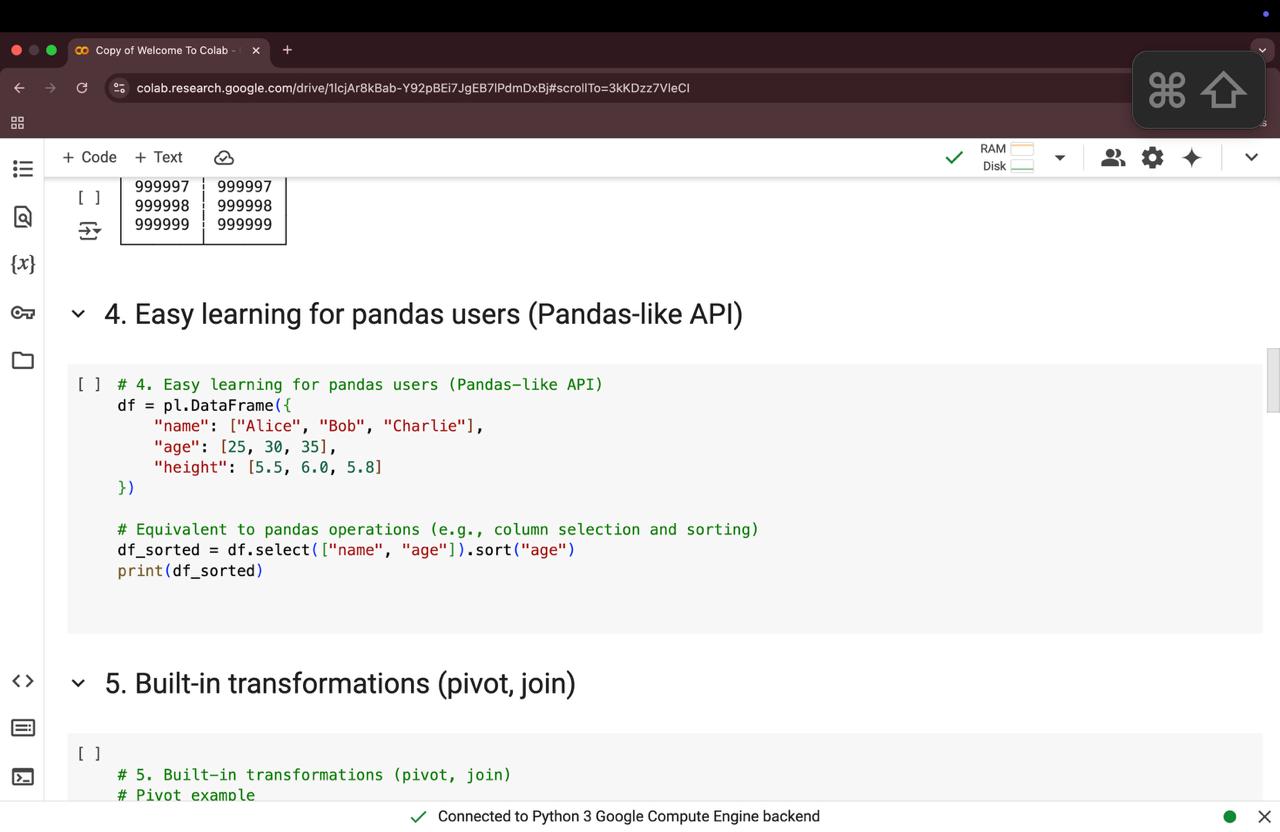 Copy of Welcome To Colab -
colab.research.google.com/drive/1lcjAr8kBab-Y92pBEi7JgEB7lPdmDxBj#scrollTo=3kKDzz7VleCI
⌘ ⇧
+ Code + Text
RAM
Disk
[ ]
999997 999997
999998 999998
999999 999999
{x}
4. Easy learning for pandas users (Pandas-like API)
[ ] # 4. Easy learning for pandas users (Pandas-like API)
df = pl.DataFrame({
"name": ["Alice", "Bob", "Charlie"],
"age": [25, 30, 35],
"height": [5.5, 6.0, 5.8]
})
# Equivalent to pandas operations (e.g., column selection and sorting)
df_sorted = df.select(["name", "age"]).sort("age")
print(df_sorted)
5. Built-in transformations (pivot, join)
[ ]
# 5. Built-in transformations (pivot, join)
# Pivot example
Connected to Python 3 Google Compute Engine backend